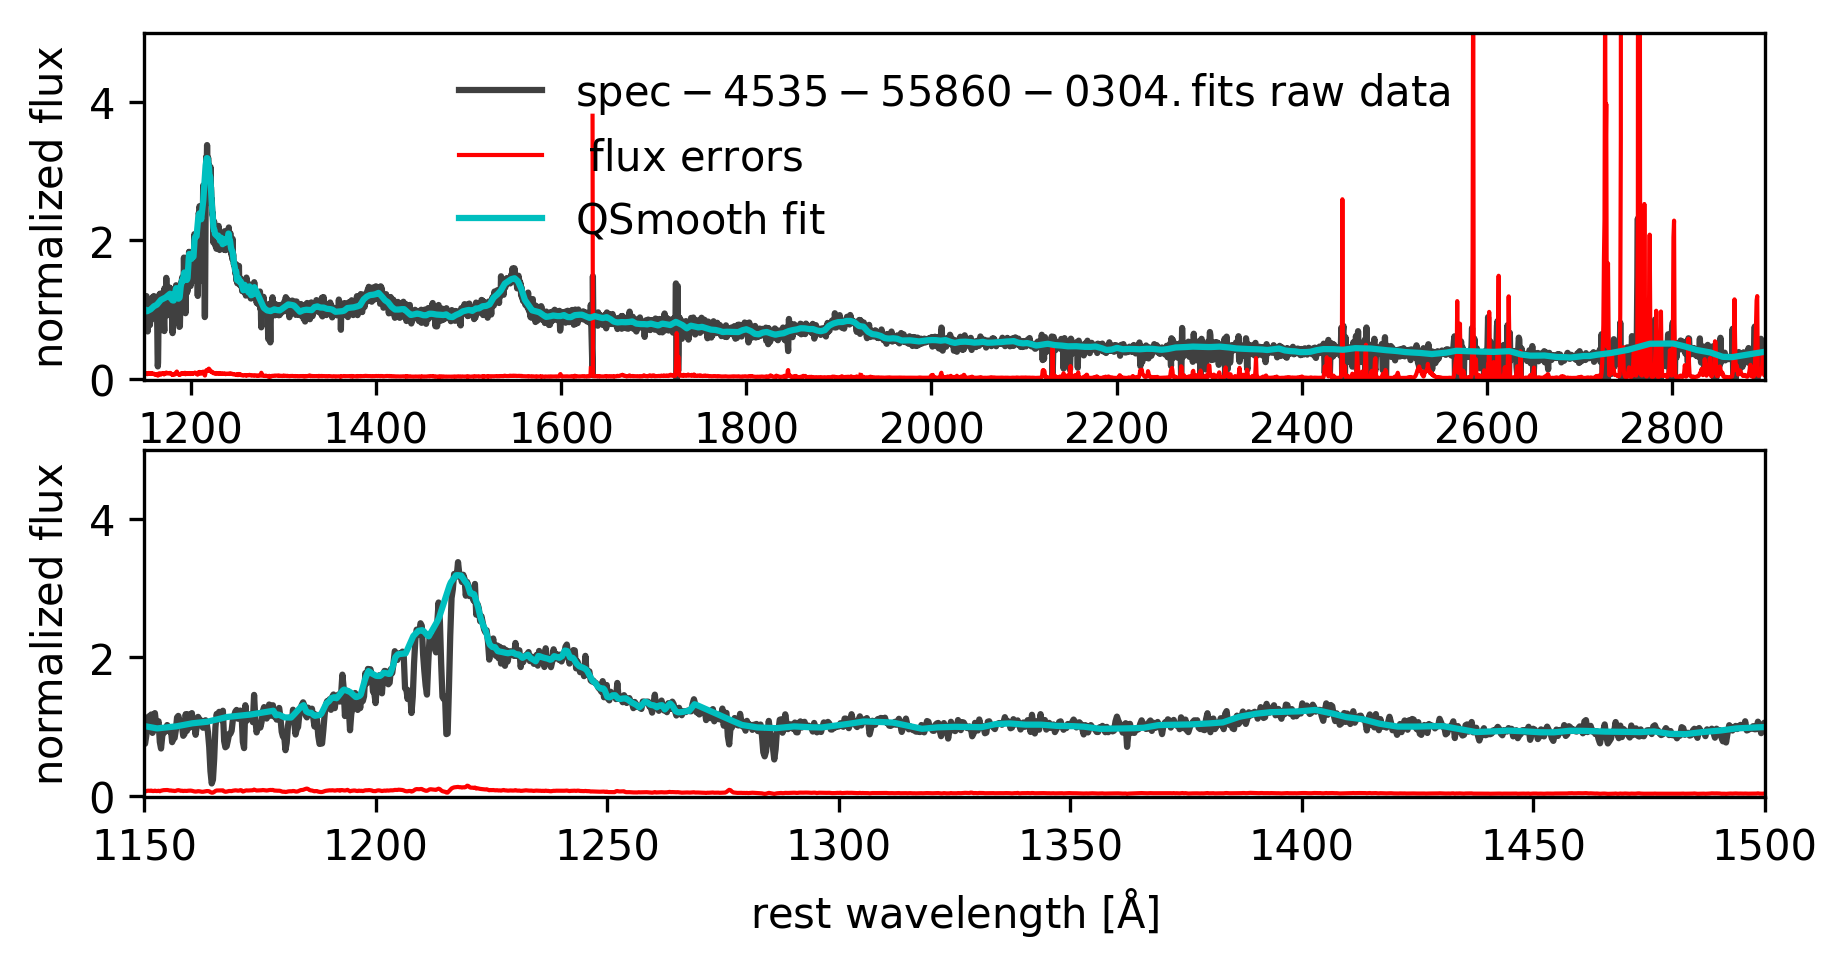 normalized flux
4
2
0
spec − 4535 − 55860 − 0304. fits raw data
flux errors
QSmooth fit
1200 1400 1600 1800 2000 2200 2400 2600 2800
normalized flux
4
2
0
1150 1200 1250 1300 1350 1400 1450 1500
rest wavelength [Å]